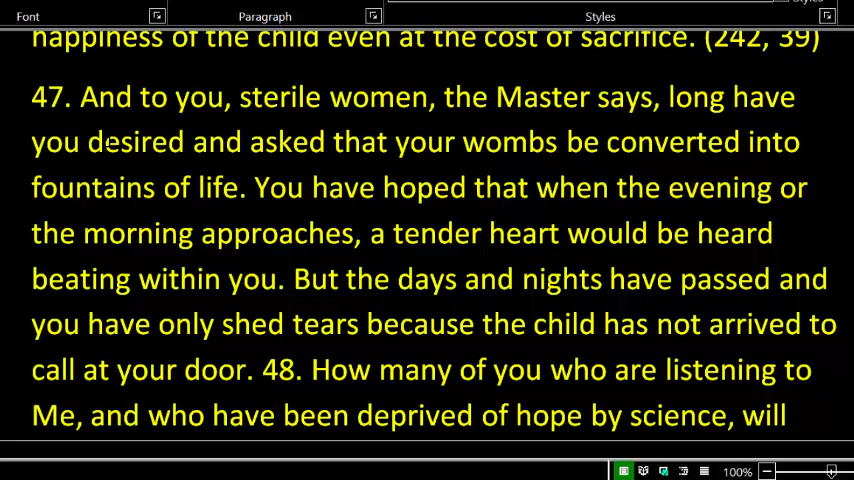 Font Paragraph Styles
happiness of the child even at the cost of sacrifice. (242, 39)
47. And to you, sterile women, the Master says, long have
you desired and asked that your wombs be converted into
fountains of life. You have hoped that when the evening or
the morning approaches, a tender heart would be heard
beating within you. But the days and nights have passed and
you have only shed tears because the child has not arrived to
call at your door. 48. How many of you who are listening to
Me, and who have been deprived of hope by science, will
100%